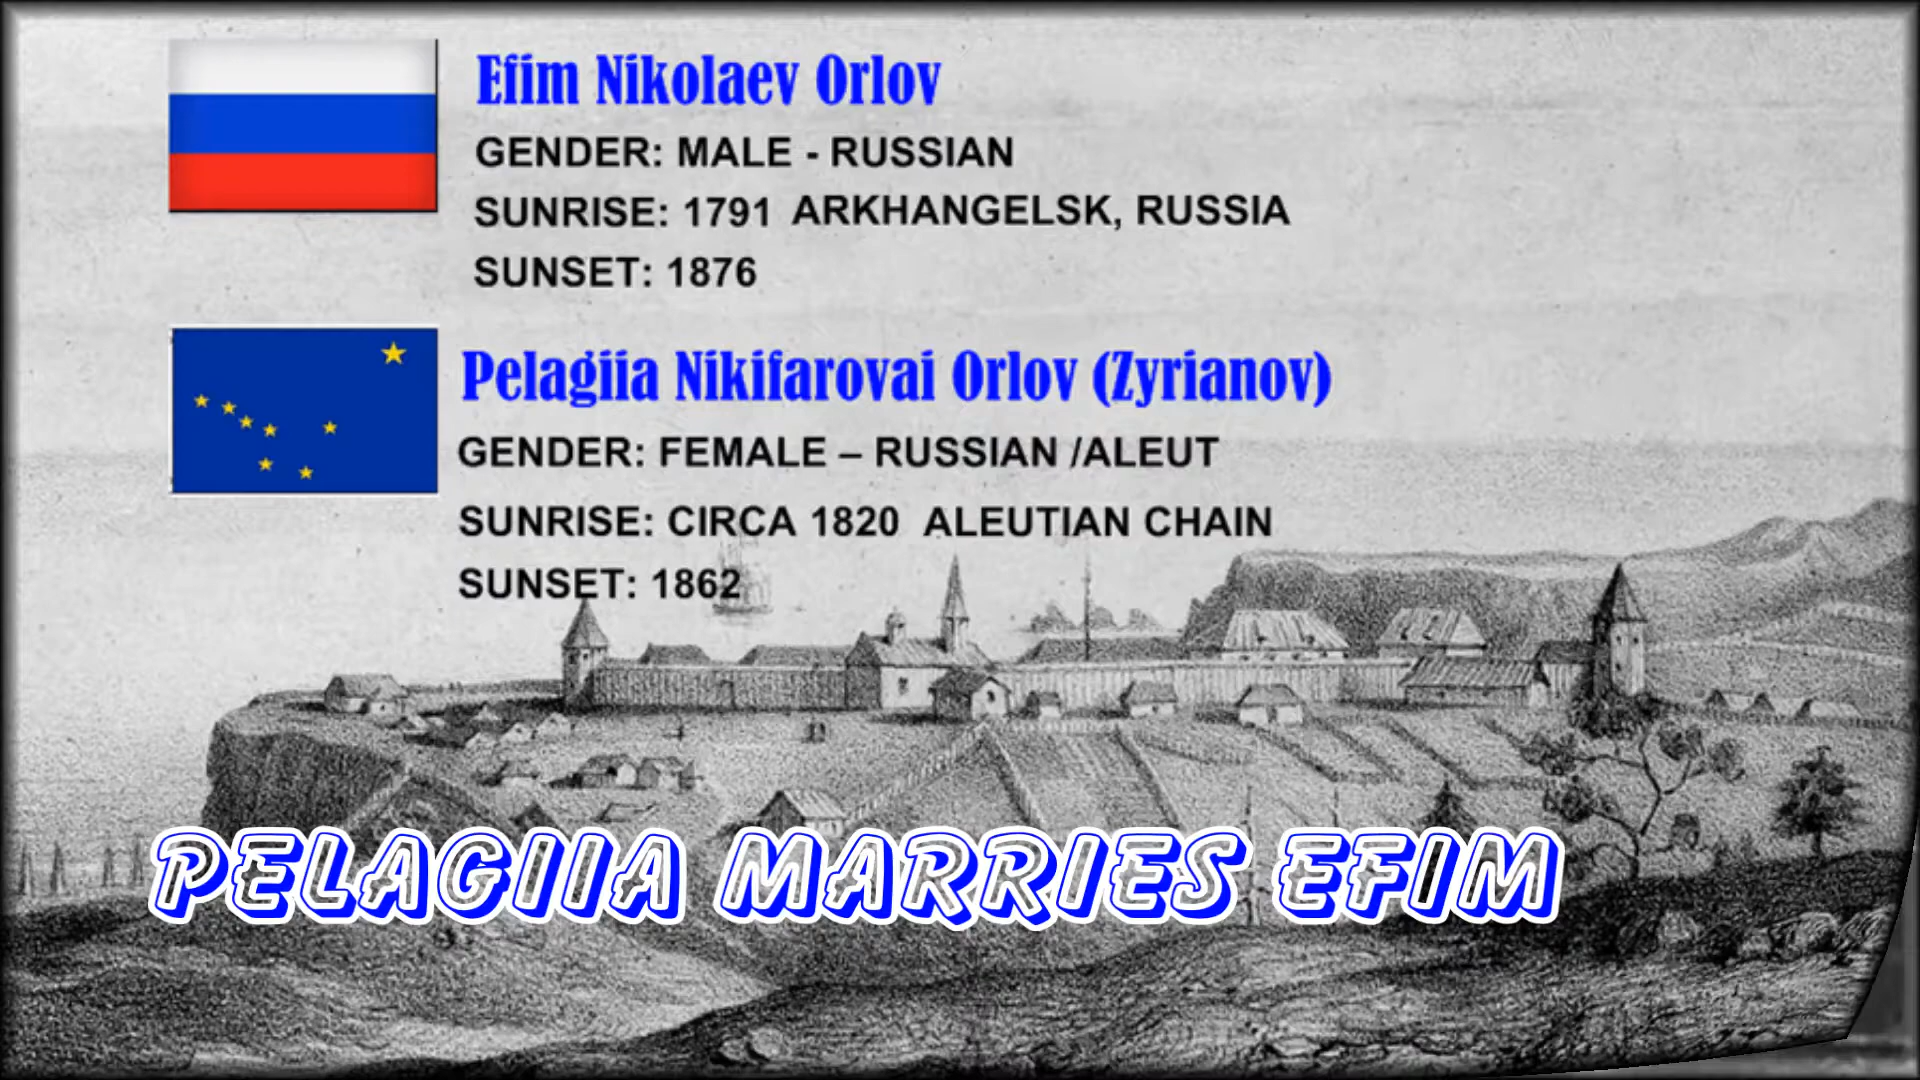 Efim Nikolaev Orlov
GENDER: MALE - RUSSIAN
SUNRISE: 1791 ARKHANGELSK, RUSSIA
SUNSET: 1876
Pelagiia Nikifarovai Orlov (Zyrianov)
GENDER: FEMALE – RUSSIAN /ALEUT
SUNRISE: CIRCA 1820 ALEUTIAN CHAIN
SUNSET: 1862
PELAGIIA MARRIES EFIM